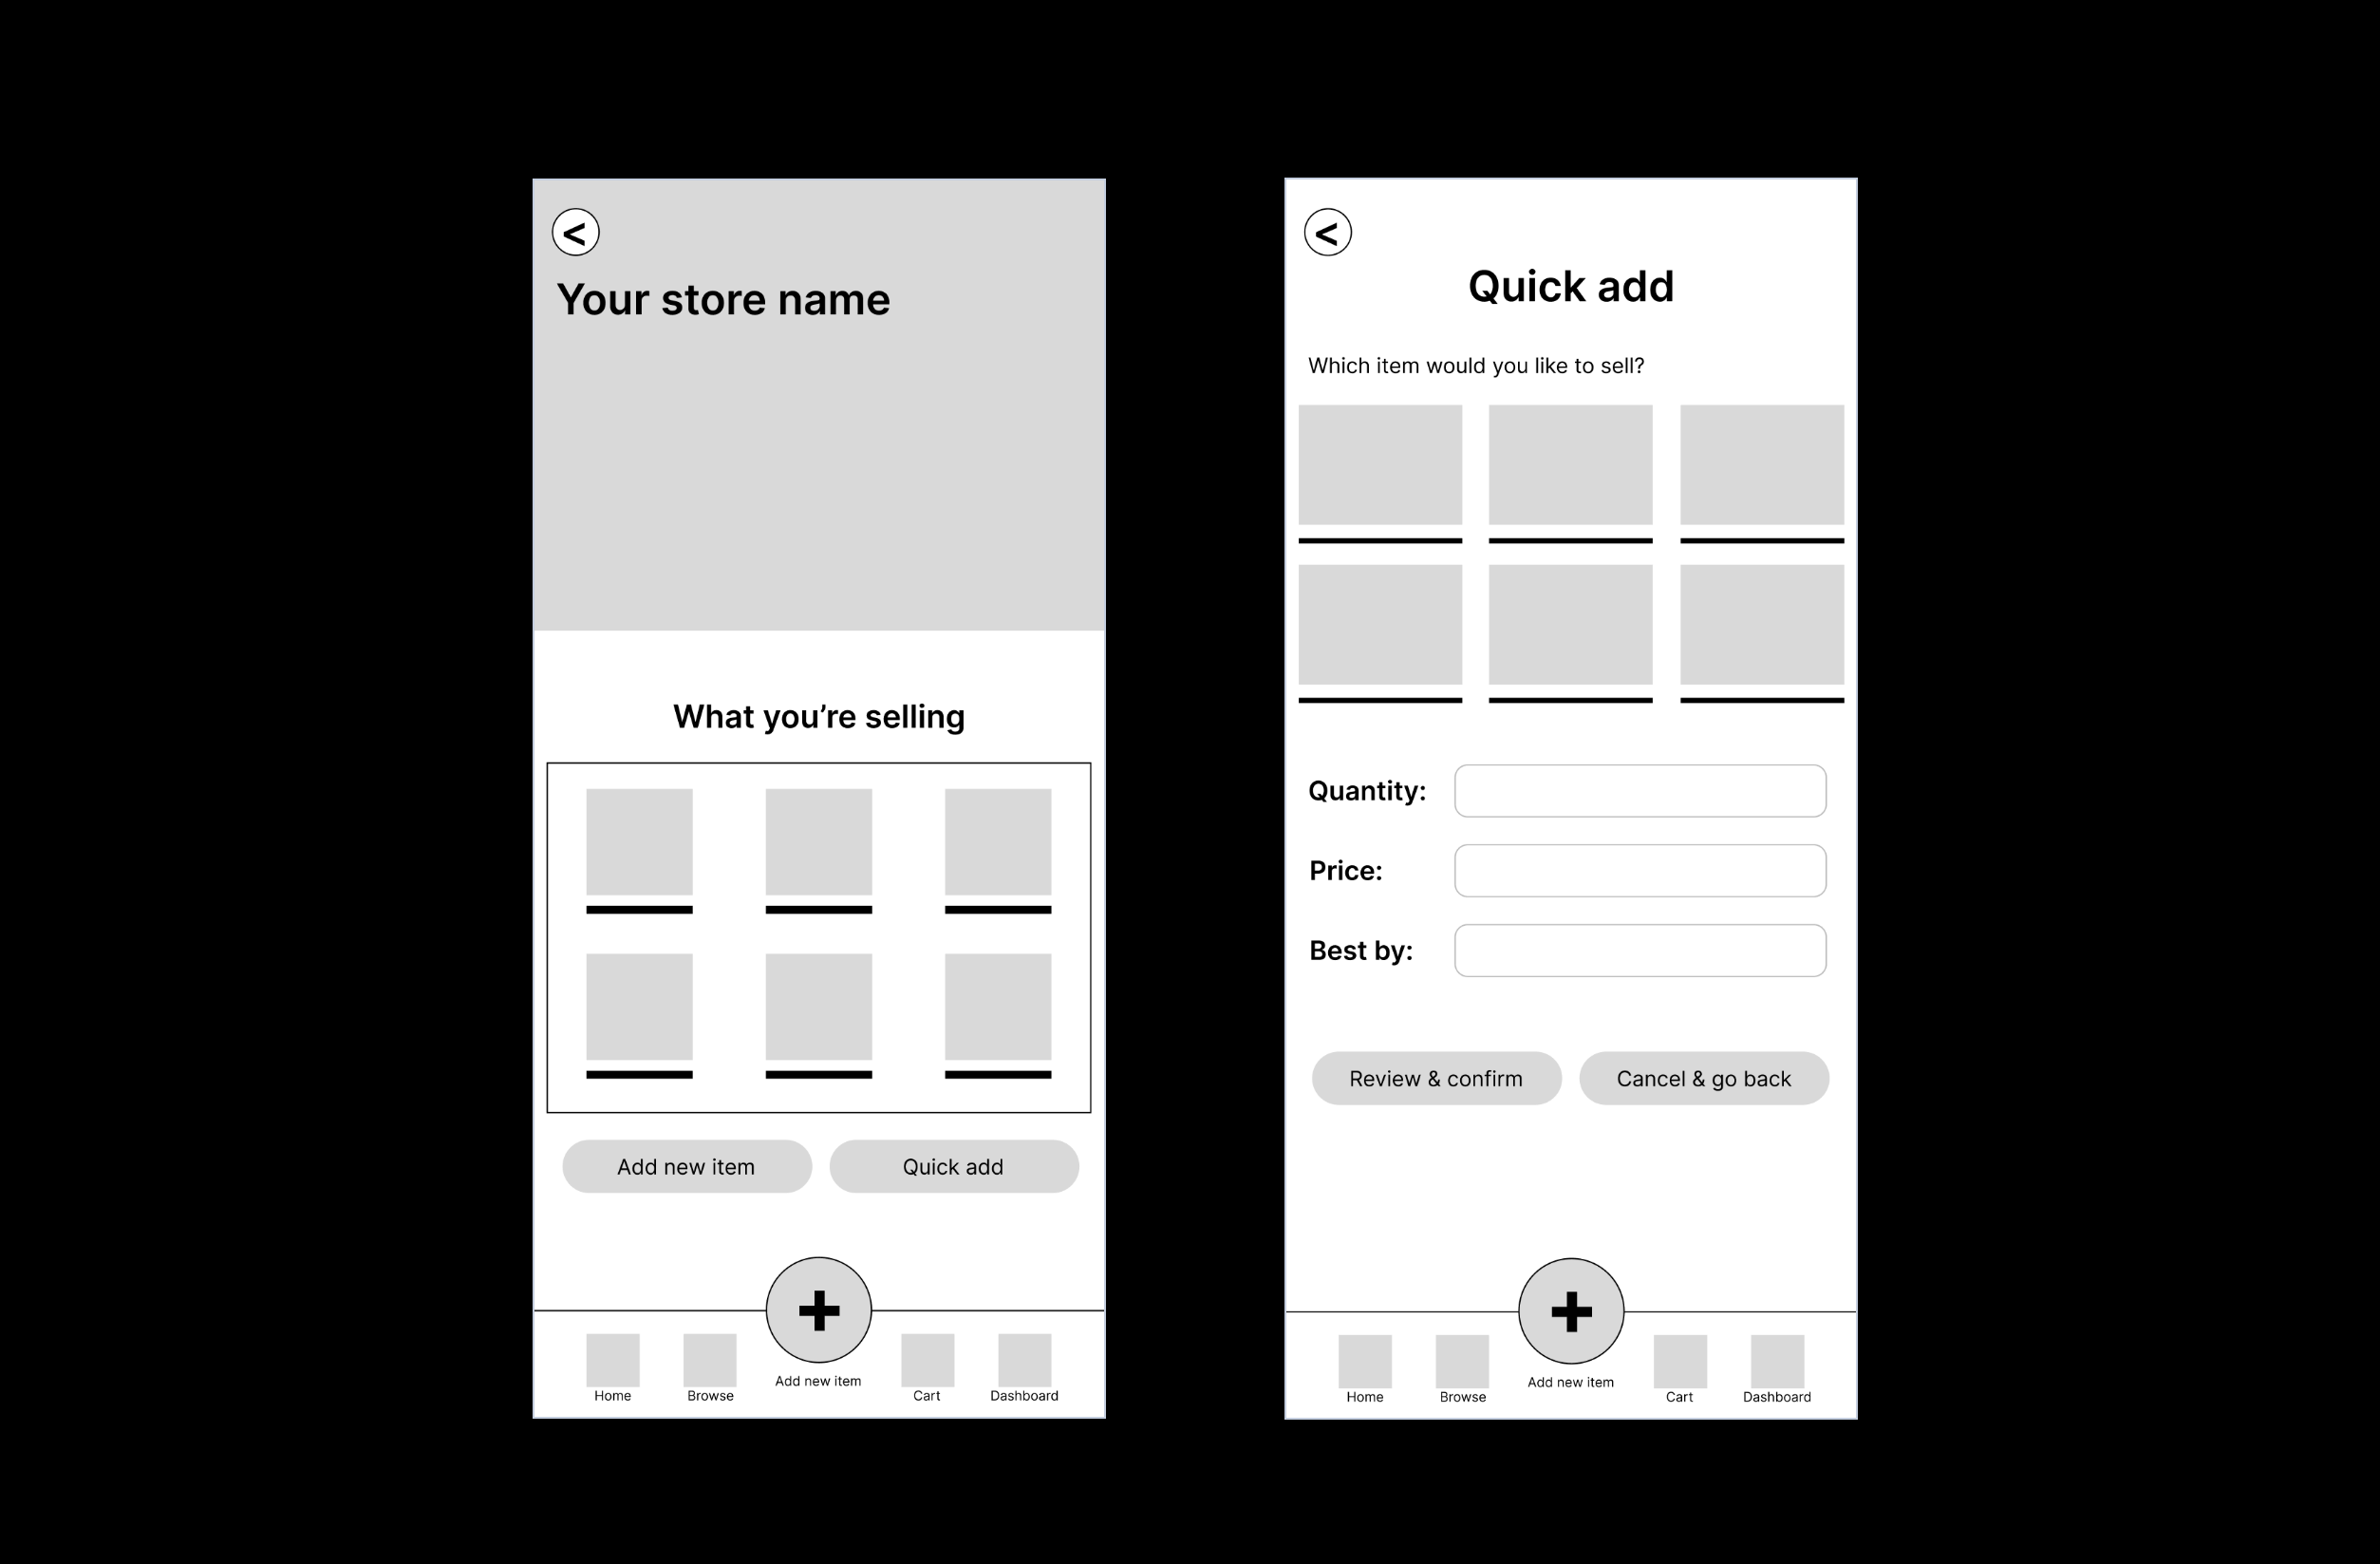 <
Your store name
What you’re selling
Add new item
Quick add
+
Add new item
Home
Browse
Cart
Dashboard
<
Quick add
Which item would you like to sell?
Quantity:
Price:
Best by:
Review & confirm
Cancel & go back
+
Add new item
Home
Browse
Cart
Dashboard